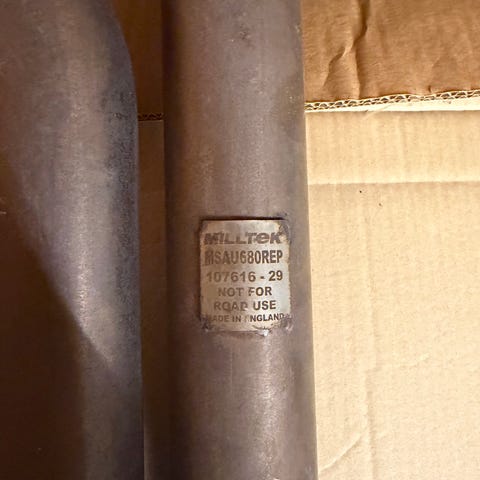 MILLTEK
MSAU680REP
107616 - 29
NOT FOR
ROAD USE
MADE IN ENGLAND